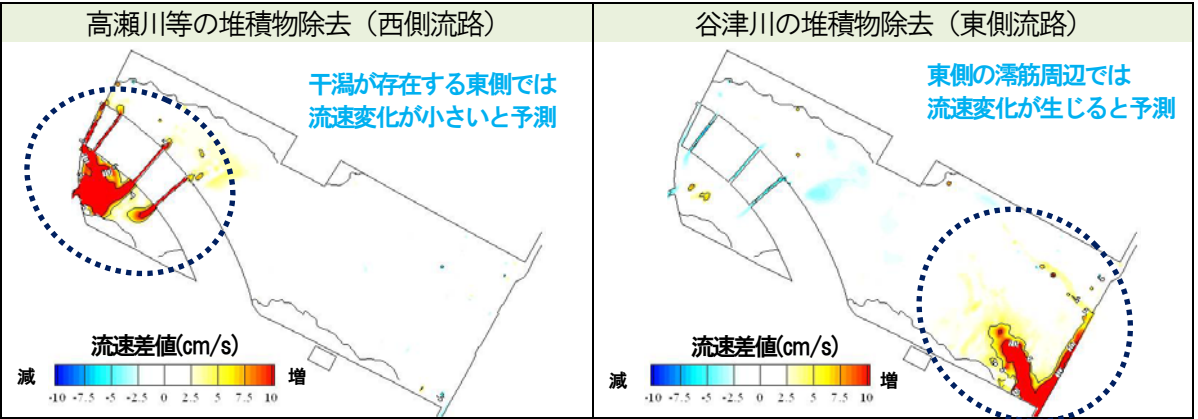 高瀬川等の堆積物除去（西側流路）
干潟が存在する東側では
流速変化が小さいと予測
流速差値(cm/s)
減
増
-10 -7.5 -5 -2.5 0 2.5 5 7.5 10
谷津川の堆積物除去（東側流路）
東側の澪筋周辺では
流速変化が生じると予測
流速差値(cm/s)
減
増
-10 -7.5 -5 -2.5 0 2.5 5 7.5 10